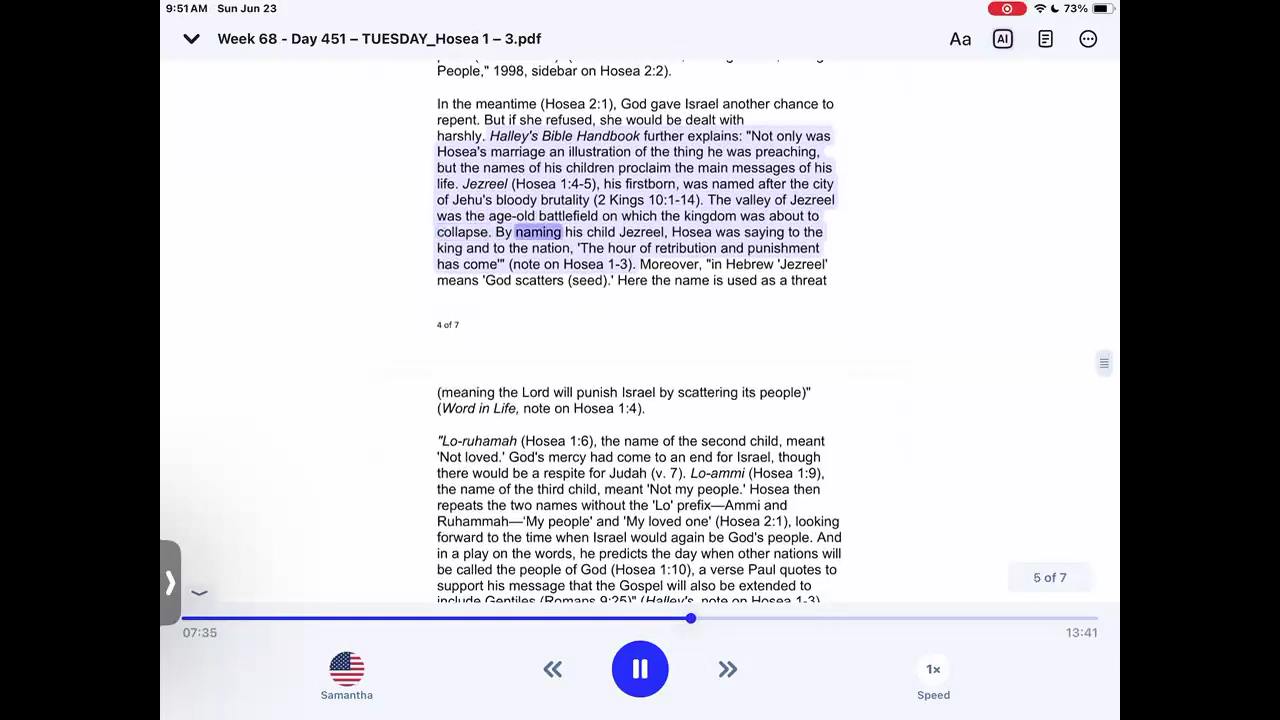 9:51 AM Sun Jun 23
73%
Week 68 - Day 451 – TUESDAY_Hosea 1 – 3.pdf
Aa
AI
People," 1998, sidebar on Hosea 2:2).
In the meantime (Hosea 2:1), God gave Israel another chance to
repent. But if she refused, she would be dealt with
harshly. Halley's Bible Handbook further explains: "Not only was
Hosea's marriage an illustration of the thing he was preaching,
but the names of his children proclaim the main messages of his
life. Jezreel (Hosea 1:4-5), his firstborn, was named after the city
of Jehu's bloody brutality (2 Kings 10:1-14). The valley of Jezreel
was the age-old battlefield on which the kingdom was about to
collapse. By naming his child Jezreel, Hosea was saying to the
king and to the nation, 'The hour of retribution and punishment
has come'" (note on Hosea 1-3). Moreover, "in Hebrew 'Jezreel'
means 'God scatters (seed).' Here the name is used as a threat
4 of 7
(meaning the Lord will punish Israel by scattering its people)"
(Word in Life, note on Hosea 1:4).
"Lo-ruhamah (Hosea 1:6), the name of the second child, meant
'Not loved.' God's mercy had come to an end for Israel, though
there would be a respite for Judah (v. 7). Lo-ammi (Hosea 1:9),
the name of the third child, meant 'Not my people.' Hosea then
repeats the two names without the 'Lo' prefix—Ammi and
Ruhammah—'My people' and 'My loved one' (Hosea 2:1), looking
forward to the time when Israel would again be God's people. And
in a play on the words, he predicts the day when other nations will
be called the people of God (Hosea 1:10), a verse Paul quotes to
support his message that the Gospel will also be extended to
include Gentiles (Romans 9:25)" (Halley's, note on Hosea 1-3).
5 of 7
07:35
13:41
Samantha
1×
Speed